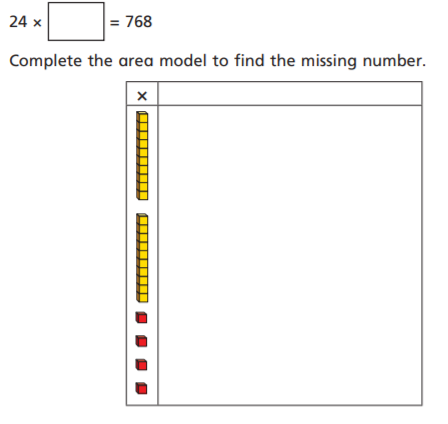 24 × = 768
Complete the area model to find the missing number.
×